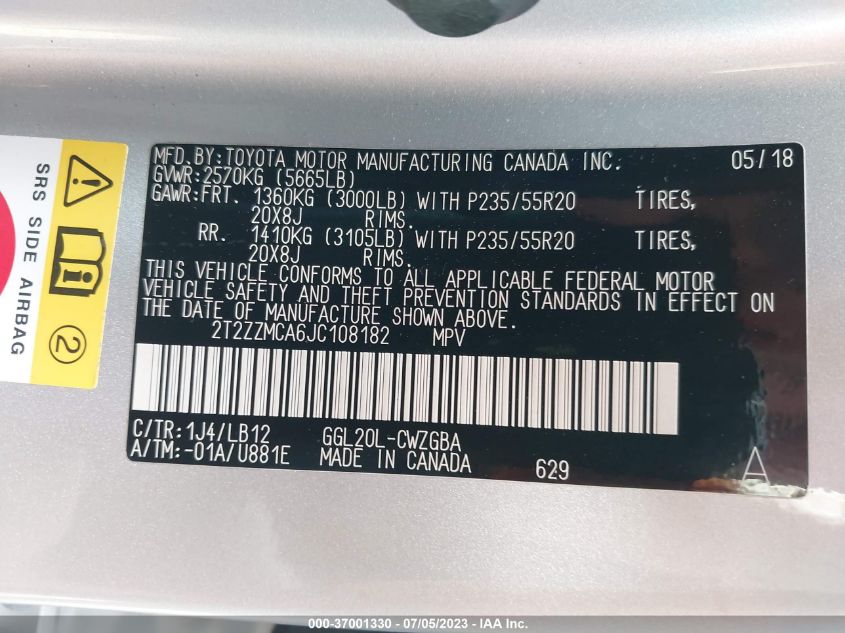 MFD.BY:TOYOTA MOTOR MANUFACTURING CANADA INC. 05/18
GVWR:2570KG (5665LB)
GAWR:FRT. 1360KG (3000LB) WITH P235/55R20 TIRES,
20X8J RIMS.
RR. 1410KG (3105LB) WITH P235/55R20 TIRES,
20X8J RIMS.
THIS VEHICLE CONFORMS TO ALL APPLICABLE FEDERAL MOTOR
VEHICLE SAFETY AND THEFT PREVENTION STANDARDS IN EFFECT ON
THE DATE OF MANUFACTURE SHOWN ABOVE.
2T2ZZMCA6JC108182 MPV
C/TR:1J4/LB12 GGL20L-CWZGBA
A/TM:-01A/U881E MADE IN CANADA 629 A
SRS SIDE AIRBAG
2
000-37001330 - 07/05/2023 - IAA Inc.